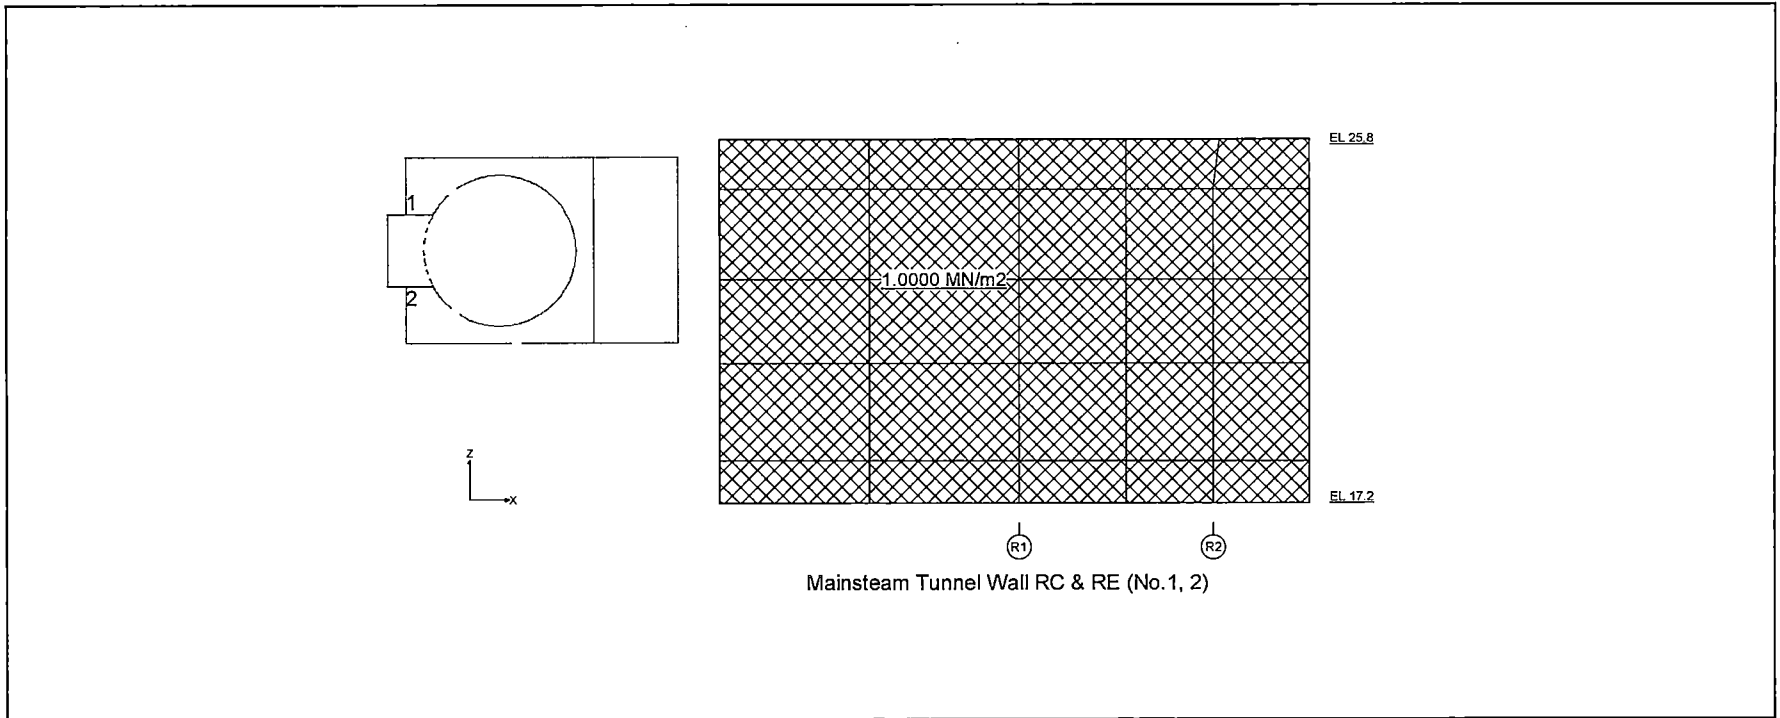 EL 25.8
1
1.0000 MN/m2
2
z
x
EL 17.2
R1
R2
Mainsteam Tunnel Wall RC & RE (No.1, 2)